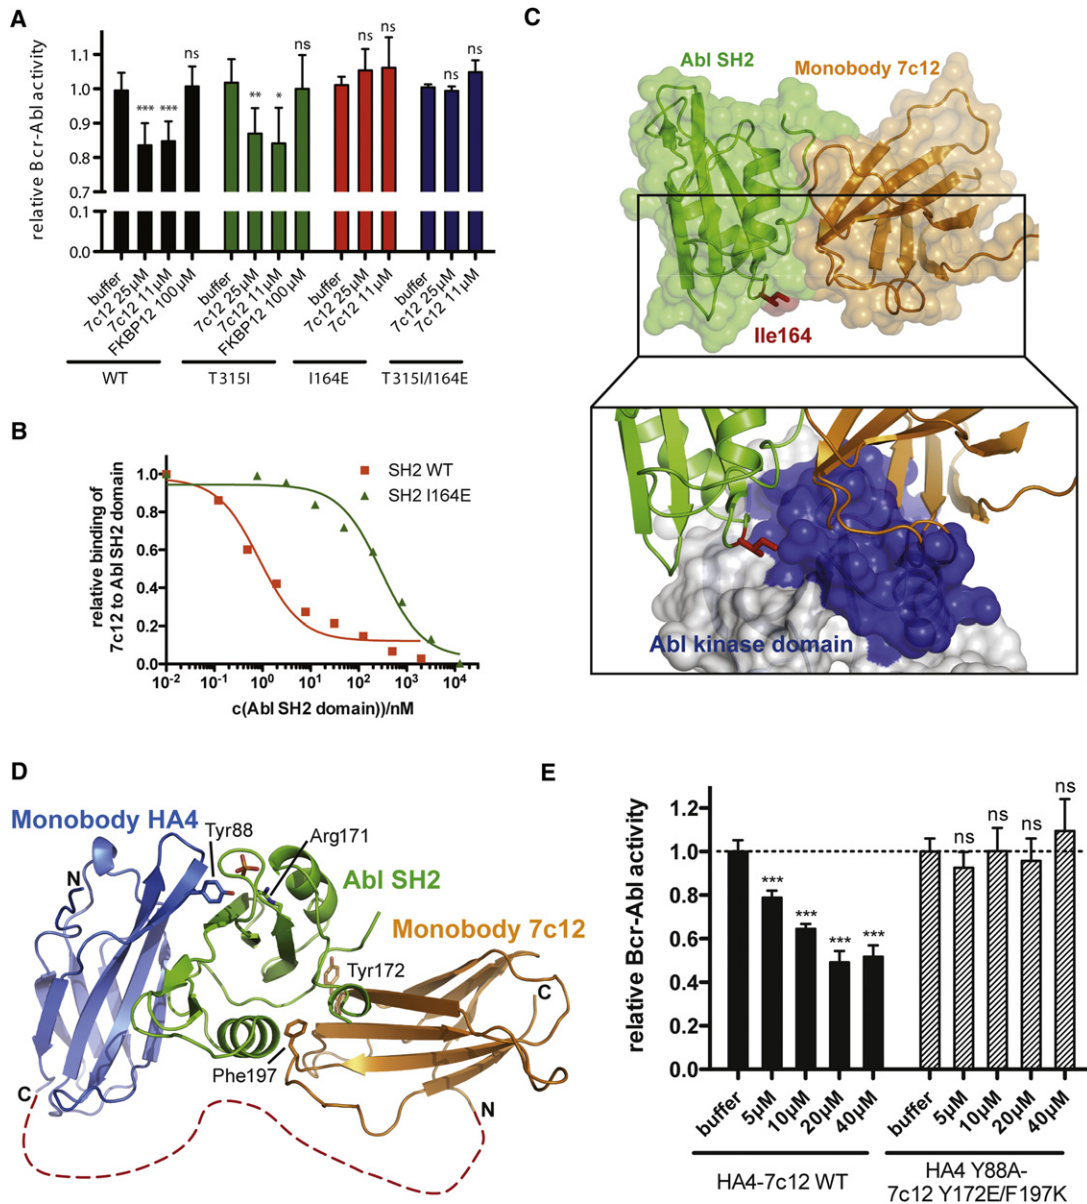 A
relative Bcr-Abl activity
1.1
1.0
0.9
0.8
0.7
0.1
0.0
*** *** ns
** * ns
ns ns
ns ns
buffer
7c12 25µM
7c12 11µM
FKBP12 100µM
buffer
7c12 25µM
7c12 11µM
FKBP12 100µM
buffer
7c12 25µM
7c12 11µM
buffer
7c12 25µM
7c12 11µM
WT T315I I164E T315I/I164E
B
relative binding of
7c12 to Abl SH2 domain
1.0
0.8
0.6
0.4
0.2
0.0
SH2 WT
SH2 I164E
10-2 10-1 100 101 102 103 104
c(Abl SH2 domain))/nM
C
Abl SH2
Monobody 7c12
Ile164
Abl kinase domain
D
Monobody HA4
Tyr88
Arg171
Abl SH2
N
Monobody 7c12
Tyr172
C
Phe197
C
N
E
relative Bcr-Abl activity
1.2
1.0
0.8
0.6
0.4
0.2
0.0
*** *** *** ***
ns ns ns ns
buffer
5µM
10µM
20µM
40µM
buffer
5µM
10µM
20µM
40µM
HA4-7c12 WT
HA4 Y88A-
7c12 Y172E/F197K